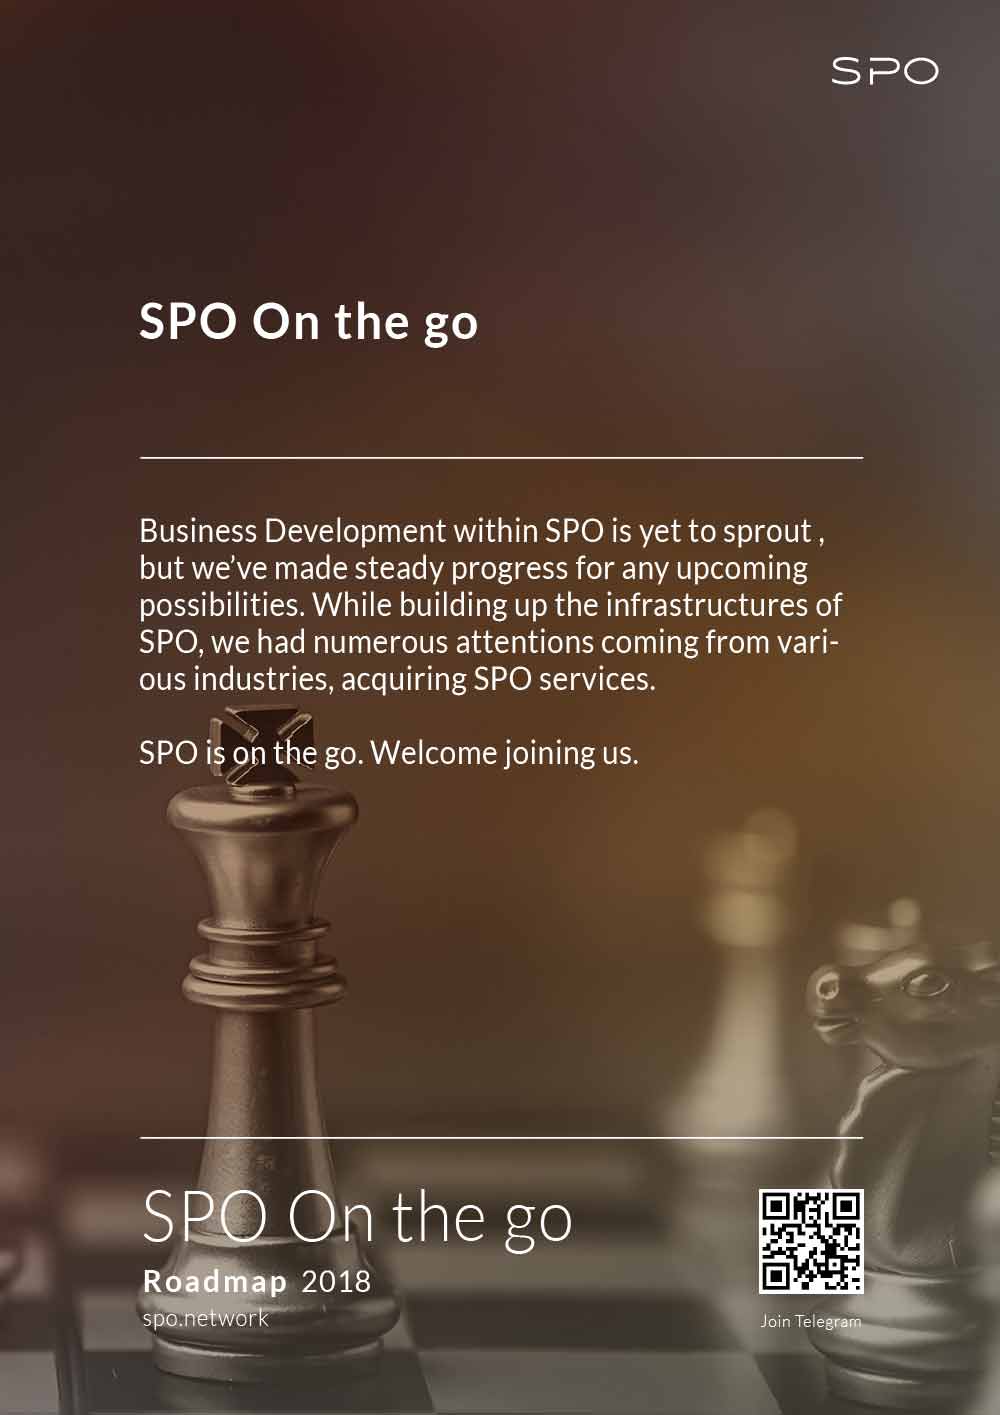 SPO
SPO On the go
Business Development within SPO is yet to sprout ,
but we've made steady progress for any upcoming
possibilities. While building up the infrastructures of
SPO, we had numerous attentions coming from vari-
ous industries, acquiring SPO services.
SPO is on the go. Welcome joining us.
SPO On the go
Roadmap 2018
spo.network
Join Telegram